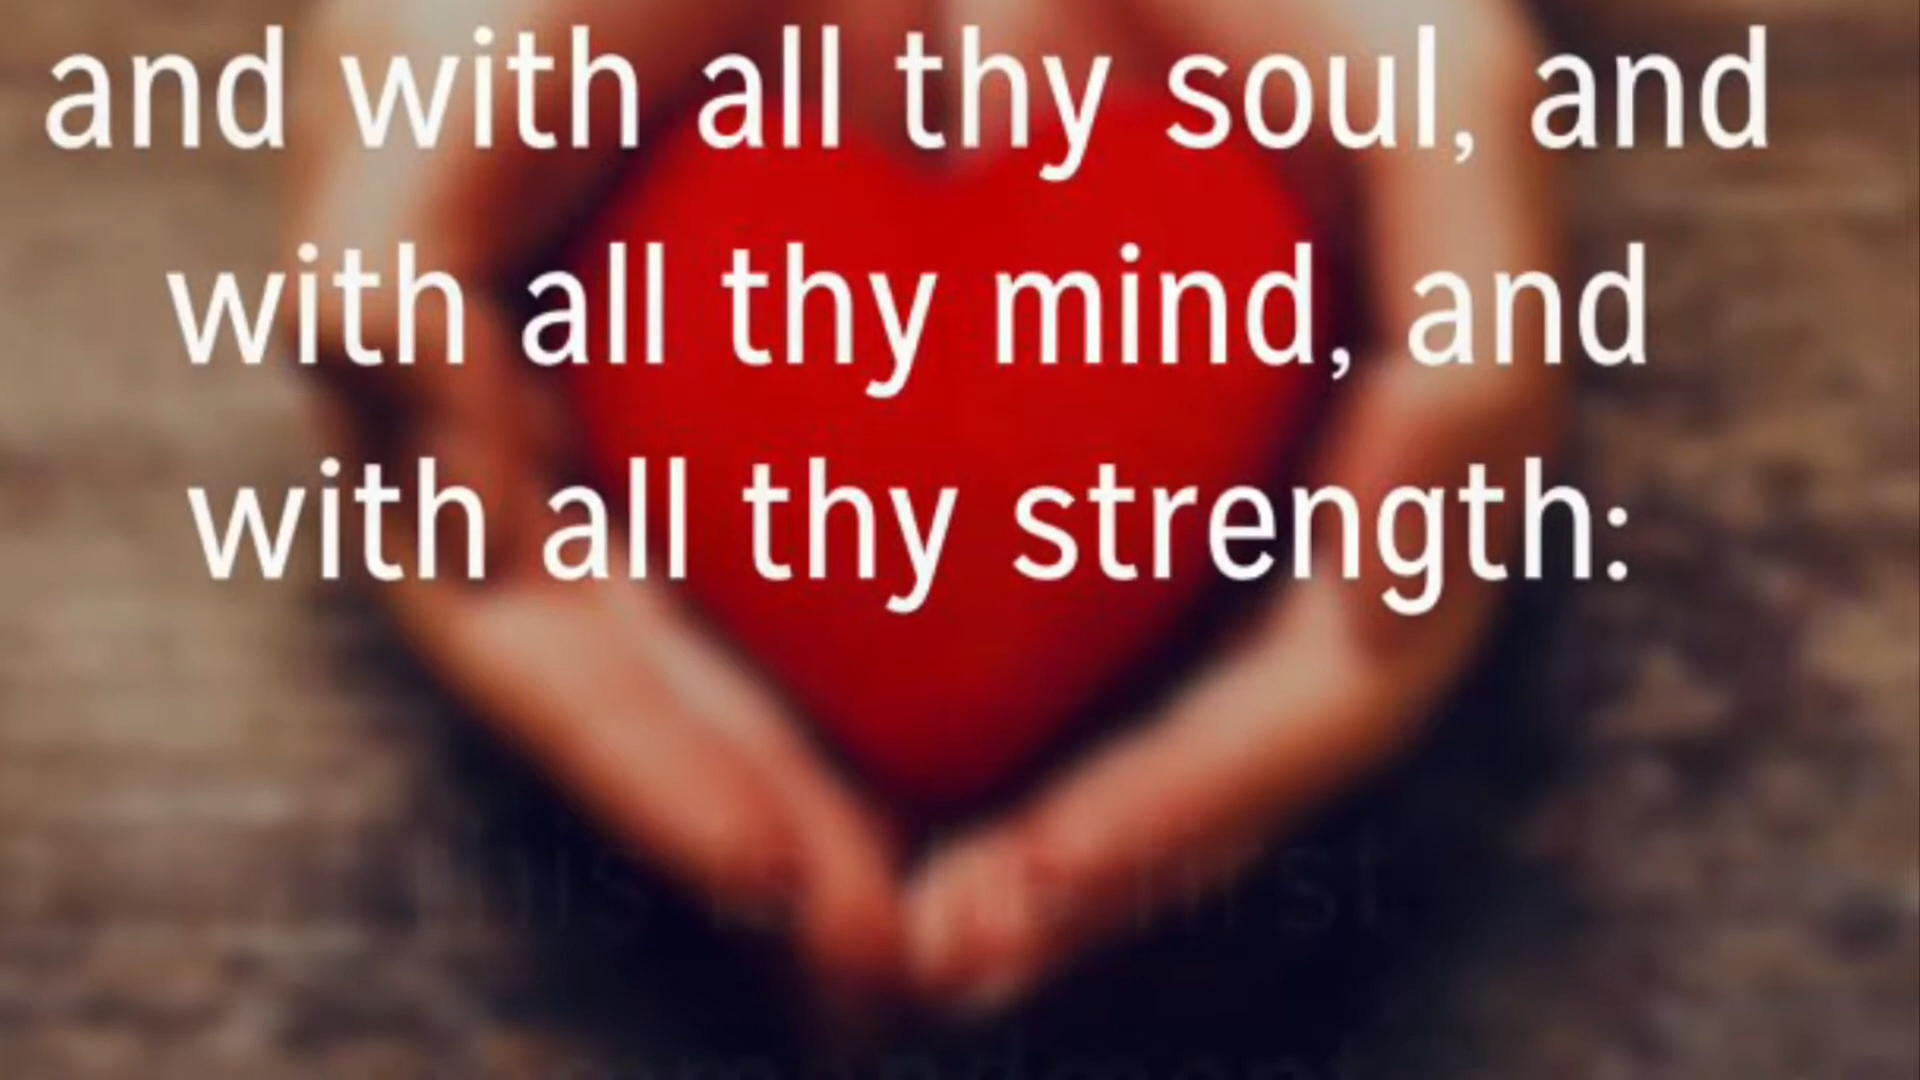 and with all thy soul, and
with all thy mind, and
with all thy strength: